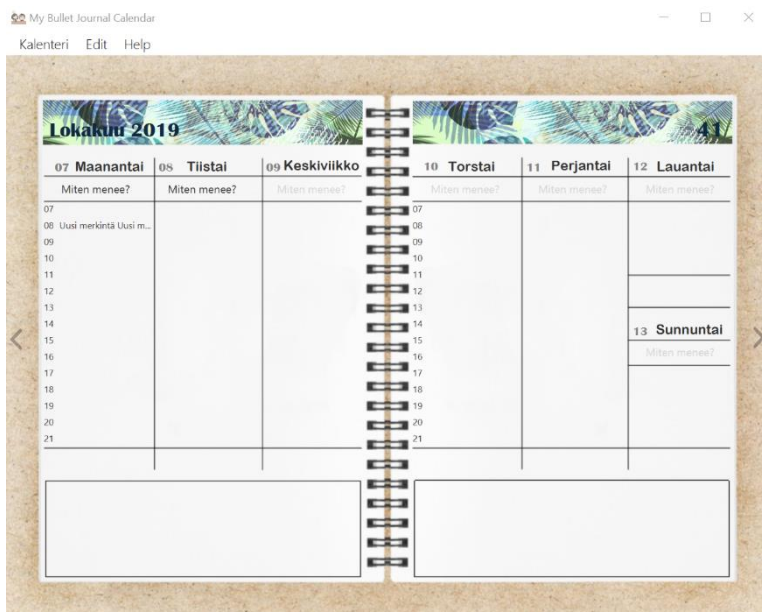 My Bullet Journal Calendar
Kalenteri Edit Help
Lokakuu 2019
41
07 Maanantai
08 Tiistai
09 Keskiviikko
Miten menee?
Miten menee?
Miten menee?
07
08 Uusi merkintä Uusi m...
09
10
11
12
13
14
15
16
17
18
19
20
21
10 Torstai
11 Perjantai
12 Lauantai
Miten menee?
Miten menee?
Miten menee?
07
08
09
10
11
12
13
14
15
16
17
18
19
20
21
13 Sunnuntai
Miten menee?